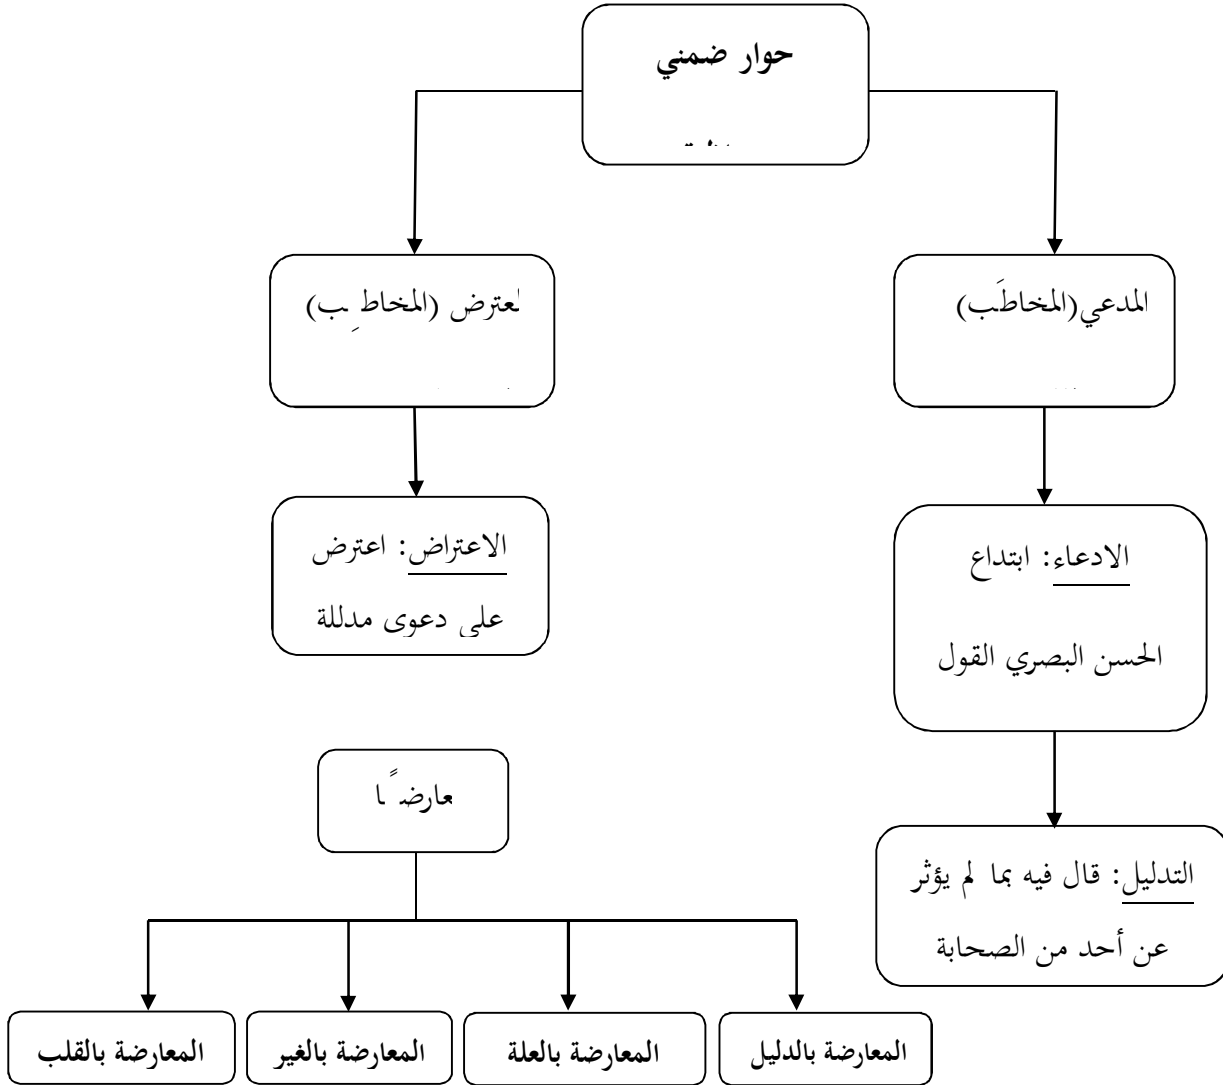 حوار ضمني
المدعي(المخاطَب)
لعترض (المخاطِب)
الاعتراض: اعترض
على دعوى مدللة
الادعاء: ابتداع
الحسن البصري القول
عارضًا
التدليل: قال فيه بما لم يؤثر
عن أحد من الصحابة
المعارضة بالدليل
المعارضة بالعلة
المعارضة بالغير
المعارضة بالقلب